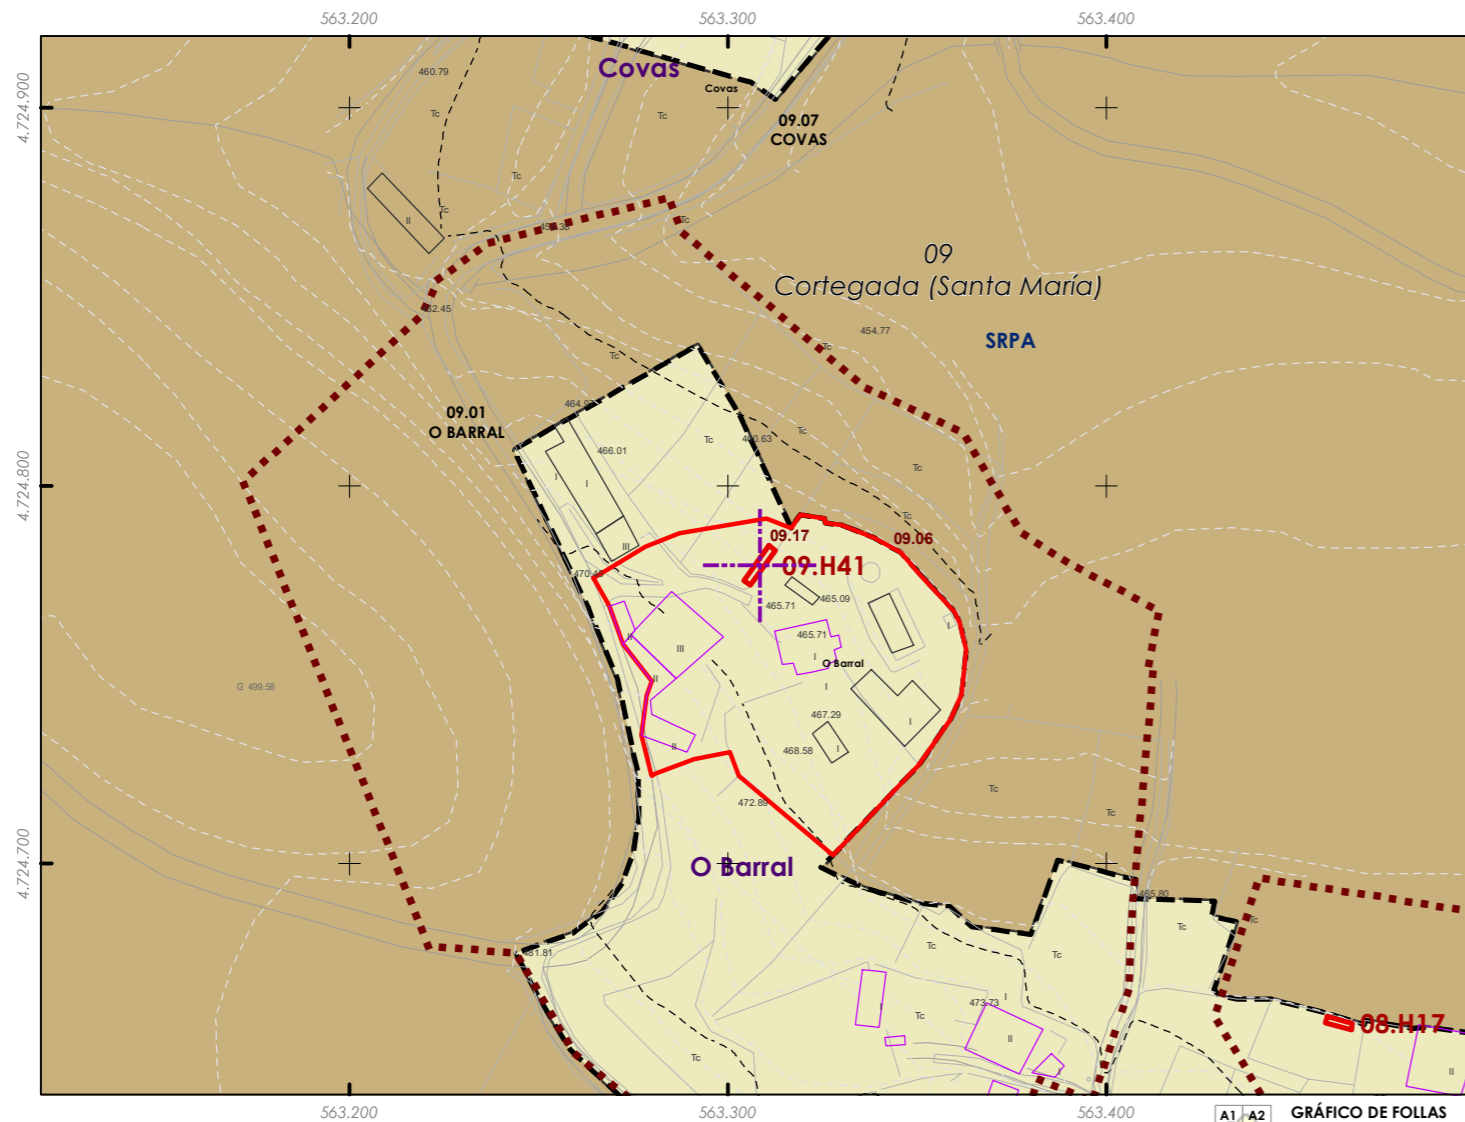 563.200
563.300
563.400
4.724.900
4.724.800
4.724.700
460.79
Covas
Covas
Tc
Tc
09.07
COVAS
Tc
II
Tc
Tc
09
Cortegada (Santa María)
454.77
SRPA
Tc
Tc
09.01
O BARRAL
466.01
Tc
Tc
Tc
I
I
III
Tc
09.17
09.06
09.H41
465.09
465.71
465.71
I
I
II
III
O Barral
II
I
467.29
I
468.58
I
II
G 499.58
472.89
Tc
Tc
O Barral
465.80
Tc
Tc
Tc
Tc
481.81
473.73
I
I
Tc
II
08.H17
Tc
I
II
563.200
563.300
563.400
A1 A2
GRÁFICO DE FOLLAS